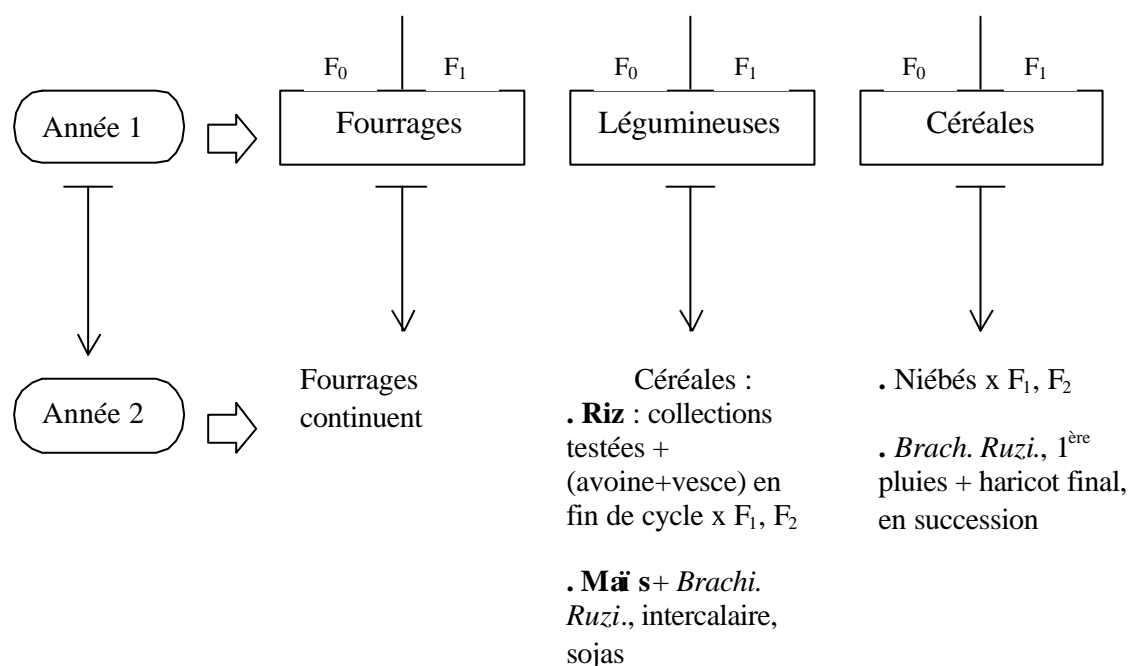 F₀ F₁ F₀ F₁ F₀ F₁
Année 1
Fourrages
Légumineuses
Céréales
Année 2
Fourrages
continuent
Céréales :
. Riz : collections
testées +
(avoine+vesce) en
fin de cycle x F₁, F₂
. Maï s + Brachi.
Ruzi., intercalaire,
sojas
. Niébés x F₁, F₂
. Brach. Ruzi., 1ère
pluies + haricot final,
en succession